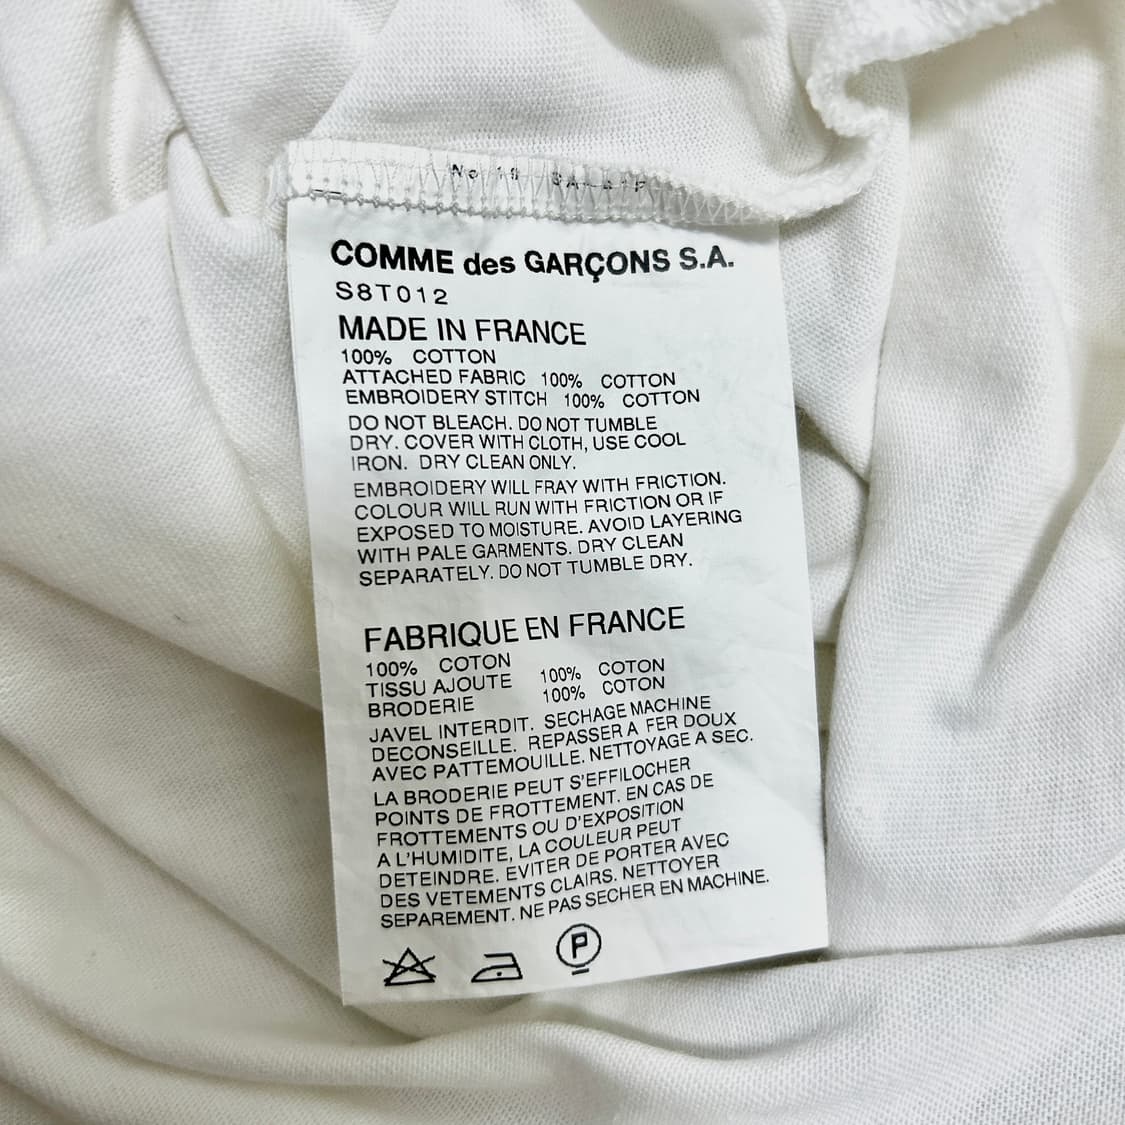 COMME des GARÇONS S.A.
S8T012
MADE IN FRANCE
100% COTTON
ATTACHED FABRIC 100% COTTON
EMBROIDERY STITCH 100% COTTON
DO NOT BLEACH. DO NOT TUMBLE
DRY. COVER WITH CLOTH, USE COOL
IRON. DRY CLEAN ONLY.
EMBROIDERY WILL FRAY WITH FRICTION.
COLOUR WILL RUN WITH FRICTION OR IF
EXPOSED TO MOISTURE. AVOID LAYERING
WITH PALE GARMENTS. DRY CLEAN
SEPARATELY. DO NOT TUMBLE DRY.
FABRIQUE EN FRANCE
100% COTON
TISSU AJOUTE 100% COTON
BRODERIE 100% COTON
JAVEL INTERDIT. SECHAGE MACHINE
DECONSEILLE. REPASSER A FER DOUX
AVEC PATTEMOUILLE. NETTOYAGE A SEC.
LA BRODERIE PEUT S'EFFILOCHER
POINTS DE FROTTEMENT. EN CAS DE
FROTTEMENTS OU D'EXPOSITION
A L'HUMIDITE, LA COULEUR PEUT
DETEINDRE. EVITER DE PORTER AVEC
DES VETEMENTS CLAIRS. NETTOYER
SEPAREMENT. NE PAS SECHER EN MACHINE.
P